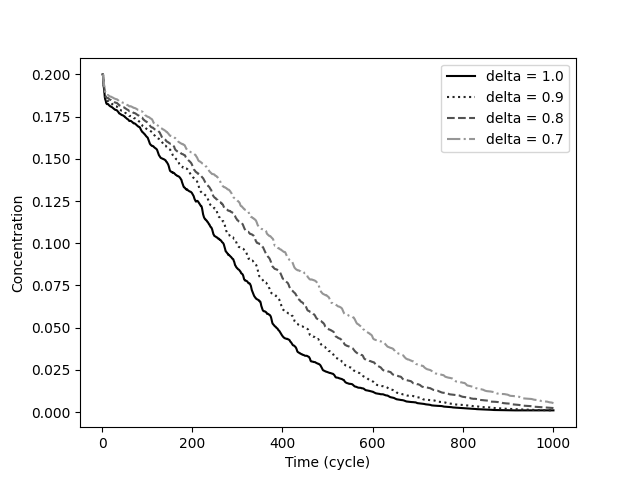 0.200
0.175
0.150
0.125
0.100
0.075
0.050
0.025
0.000
Concentration
0 200 400 600 800 1000
Time (cycle)
delta = 1.0
delta = 0.9
delta = 0.8
delta = 0.7